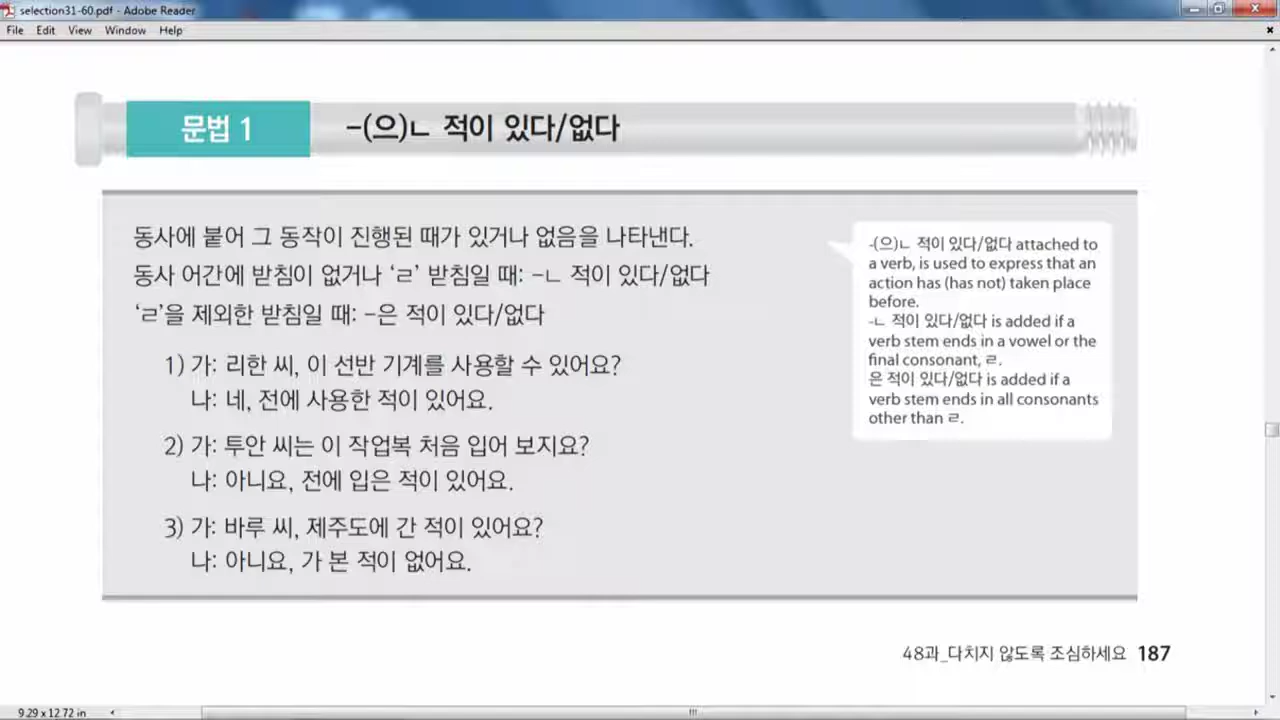 selection31-60.pdf - Adobe Reader
File Edit View Window Help
문법 1 -(으)ㄴ 적이 있다/없다
동사에 붙어 그 동작이 진행된 때가 있거나 없음을 나타낸다.
동사 어간에 받침이 없거나 ‘ㄹ’ 받침일 때: -ㄴ 적이 있다/없다
‘ㄹ’을 제외한 받침일 때: -은 적이 있다/없다
1) 가: 리한 씨, 이 선반 기계를 사용할 수 있어요?
나: 네, 전에 사용한 적이 있어요.
2) 가: 투안 씨는 이 작업복 처음 입어 보지요?
나: 아니요, 전에 입은 적이 있어요.
3) 가: 바루 씨, 제주도에 간 적이 있어요?
나: 아니요, 가 본 적이 없어요.
-(으)ㄴ 적이 있다/없다 attached to
a verb, is used to express that an
action has (has not) taken place
before.
-ㄴ 적이 있다/없다 is added if a
verb stem ends in a vowel or the
final consonant, ㄹ.
은 적이 있다/없다 is added if a
verb stem ends in all consonants
other than ㄹ.
48과_다치지 않도록 조심하세요 187
9.29 x 12.72 in